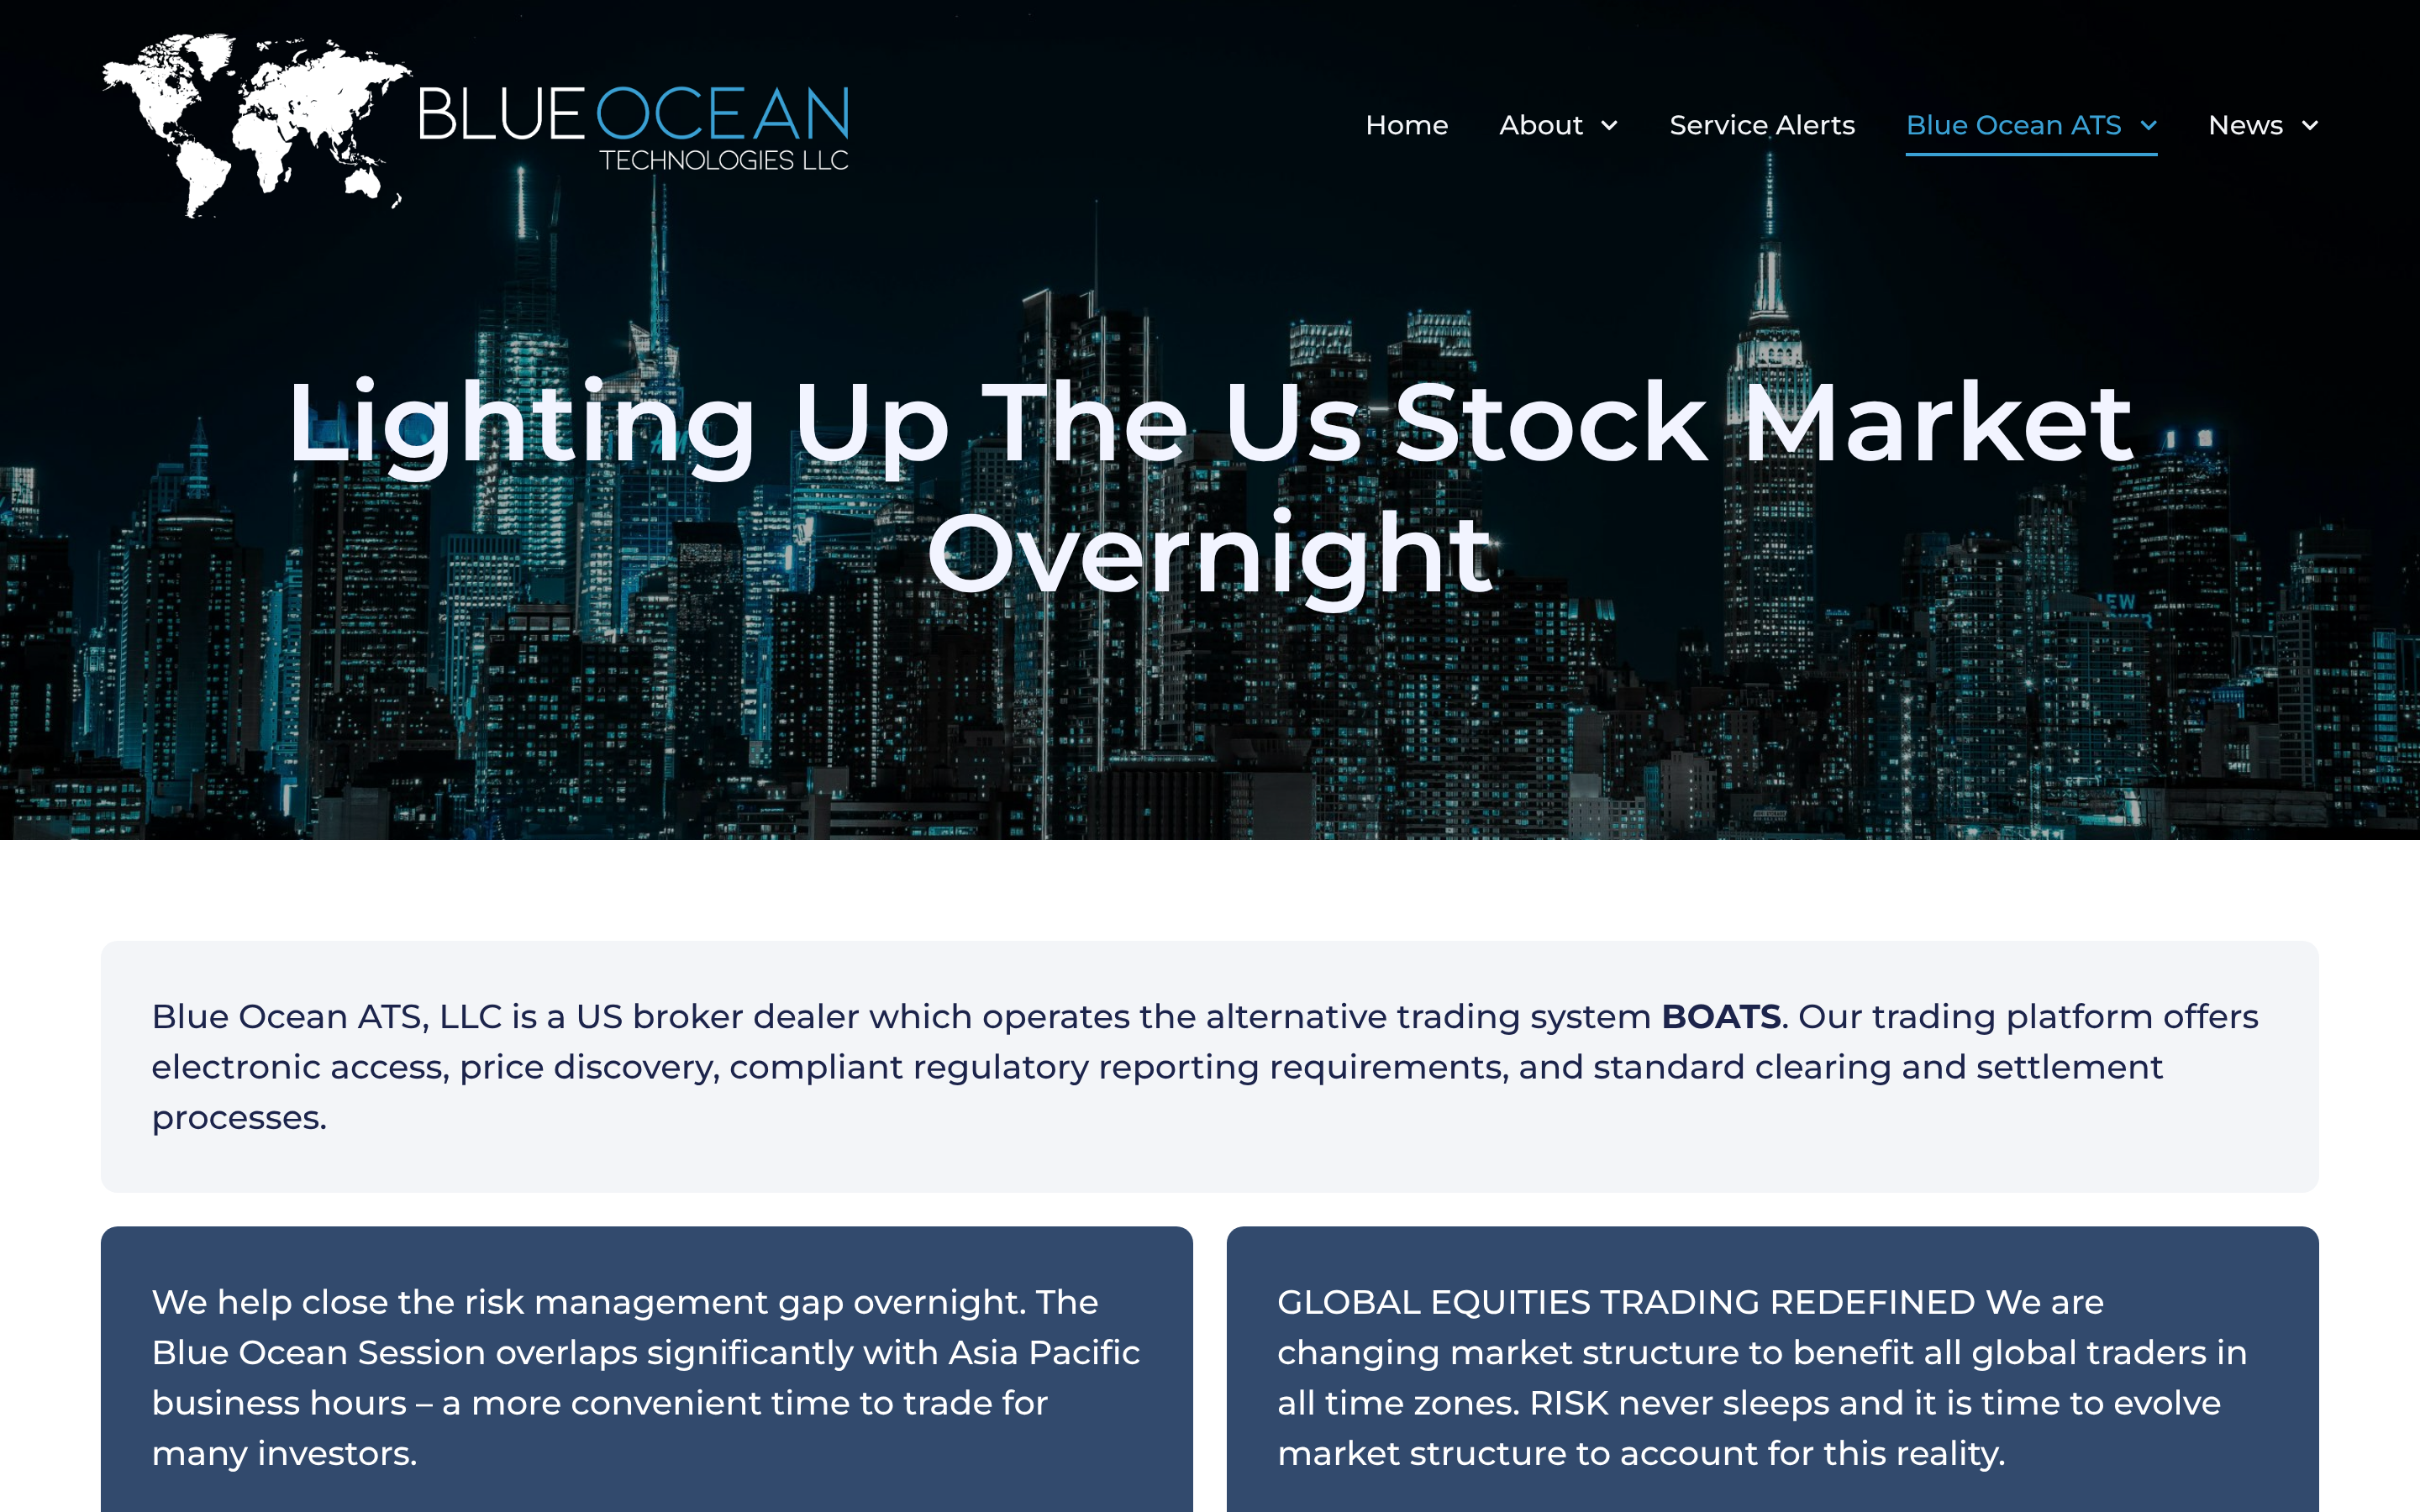 BLUE OCEAN
TECHNOLOGIES LLC
Home About Service Alerts Blue Ocean ATS News
Lighting Up The Us Stock Market
Overnight
Blue Ocean ATS, LLC is a US broker dealer which operates the alternative trading system BOATS. Our trading platform offers
electronic access, price discovery, compliant regulatory reporting requirements, and standard clearing and settlement
processes.
We help close the risk management gap overnight. The
Blue Ocean Session overlaps significantly with Asia Pacific
business hours – a more convenient time to trade for
many investors.
GLOBAL EQUITIES TRADING REDEFINED We are
changing market structure to benefit all global traders in
all time zones. RISK never sleeps and it is time to evolve
market structure to account for this reality.